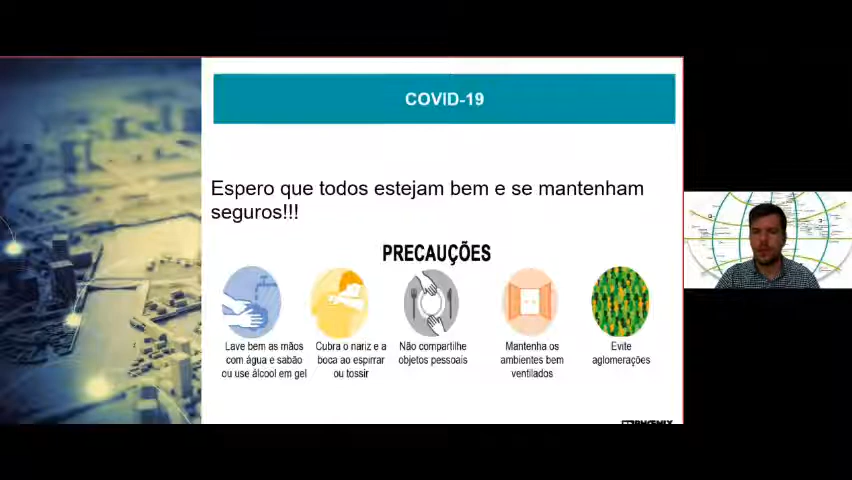 COVID-19
Espero que todos estejam bem e se mantenham
seguros!!!
PRECAUÇÕES
Lave bem as mãos
com água e sabão
ou use álcool em gel
Cubra o nariz e a
boca ao espirrar
ou tossir
Não compartilhe
objetos pessoais
Mantenha os
ambientes bem
ventilados
Evite
aglomerações